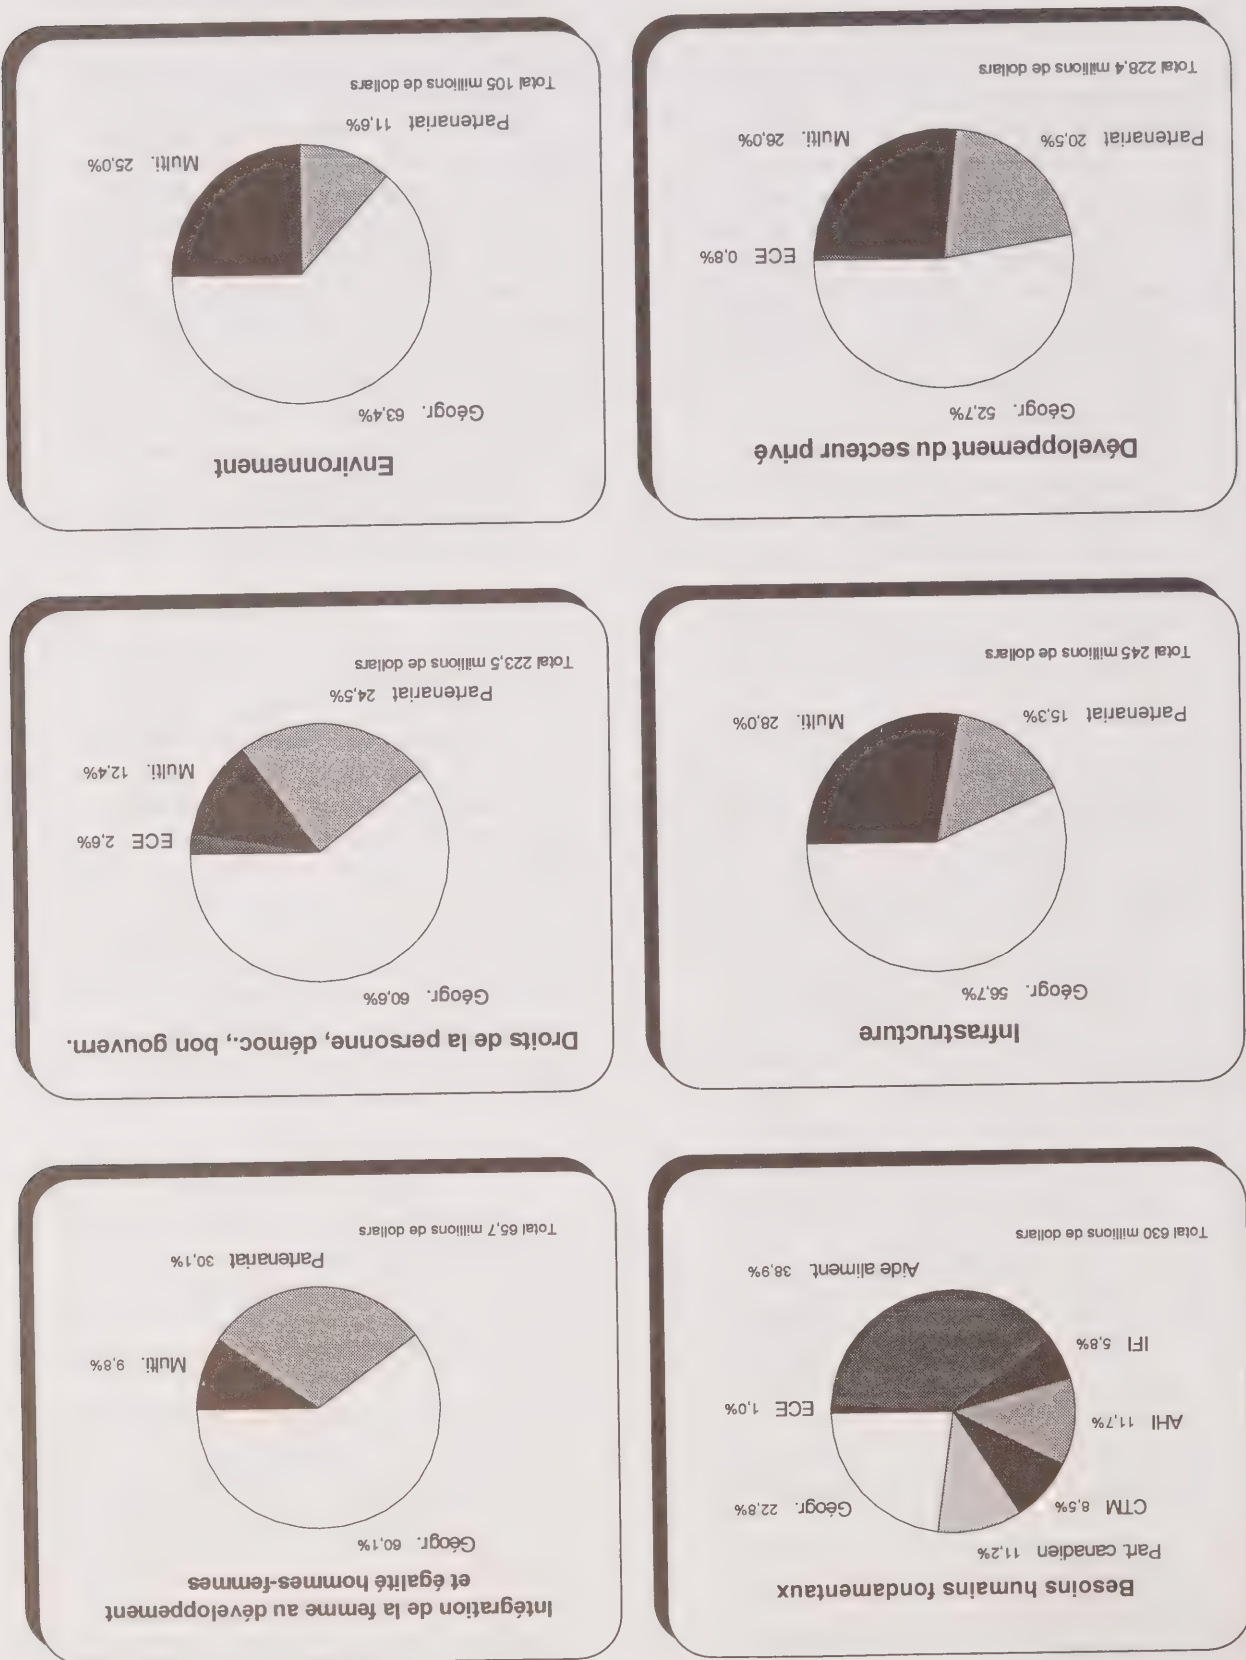 Besoins humains fondamentaux
Part. canadien 11,2%
CTM 8,5%
Géogr. 22,8%
AHI 11,7%
ECE 1,0%
IFI 5,8%
Aide aliment. 38,9%
Total 630 millions de dollars
Intégration de la femme au développement
et égalité hommes-femmes
Géogr. 60,1%
Multi. 9,8%
Partenariat 30,1%
Total 65,7 millions de dollars
Infrastructure
Géogr. 56,7%
Partenariat 15,3%
Multi. 28,0%
Total 245 millions de dollars
Droits de la personne, démoc., bon gouvern.
Géogr. 60,6%
ECE 2,6%
Multi. 12,4%
Partenariat 24,5%
Total 223,5 millions de dollars
Développement du secteur privé
Géogr. 52,7%
ECE 0,8%
Partenariat 20,5%
Multi. 26,0%
Total 228,4 millions de dollars
Environnement
Géogr. 63,4%
Multi. 25,0%
Partenariat 11,6%
Total 105 millions de dollars